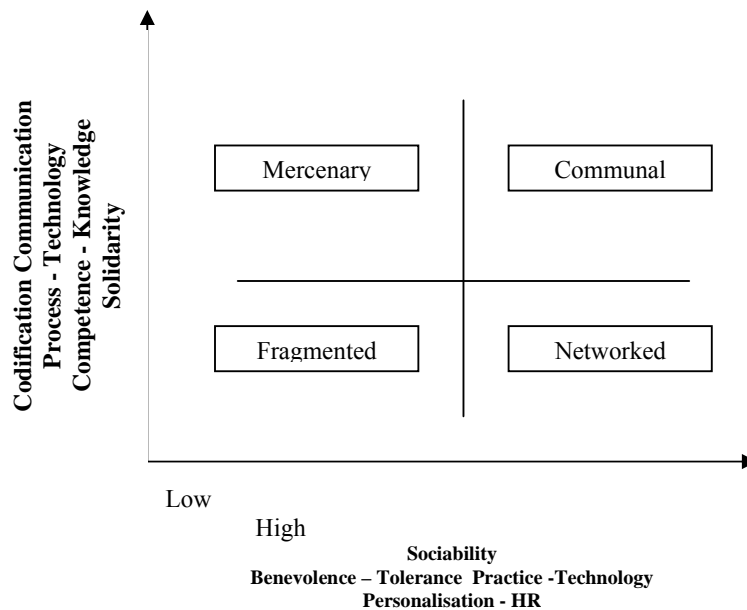 Codification Communication
Process - Technology
Competence - Knowledge
Solidarity
Mercenary
Communal
Fragmented
Networked
Low
High
Sociability
Benevolence – Tolerance Practice -Technology
Personalisation - HR